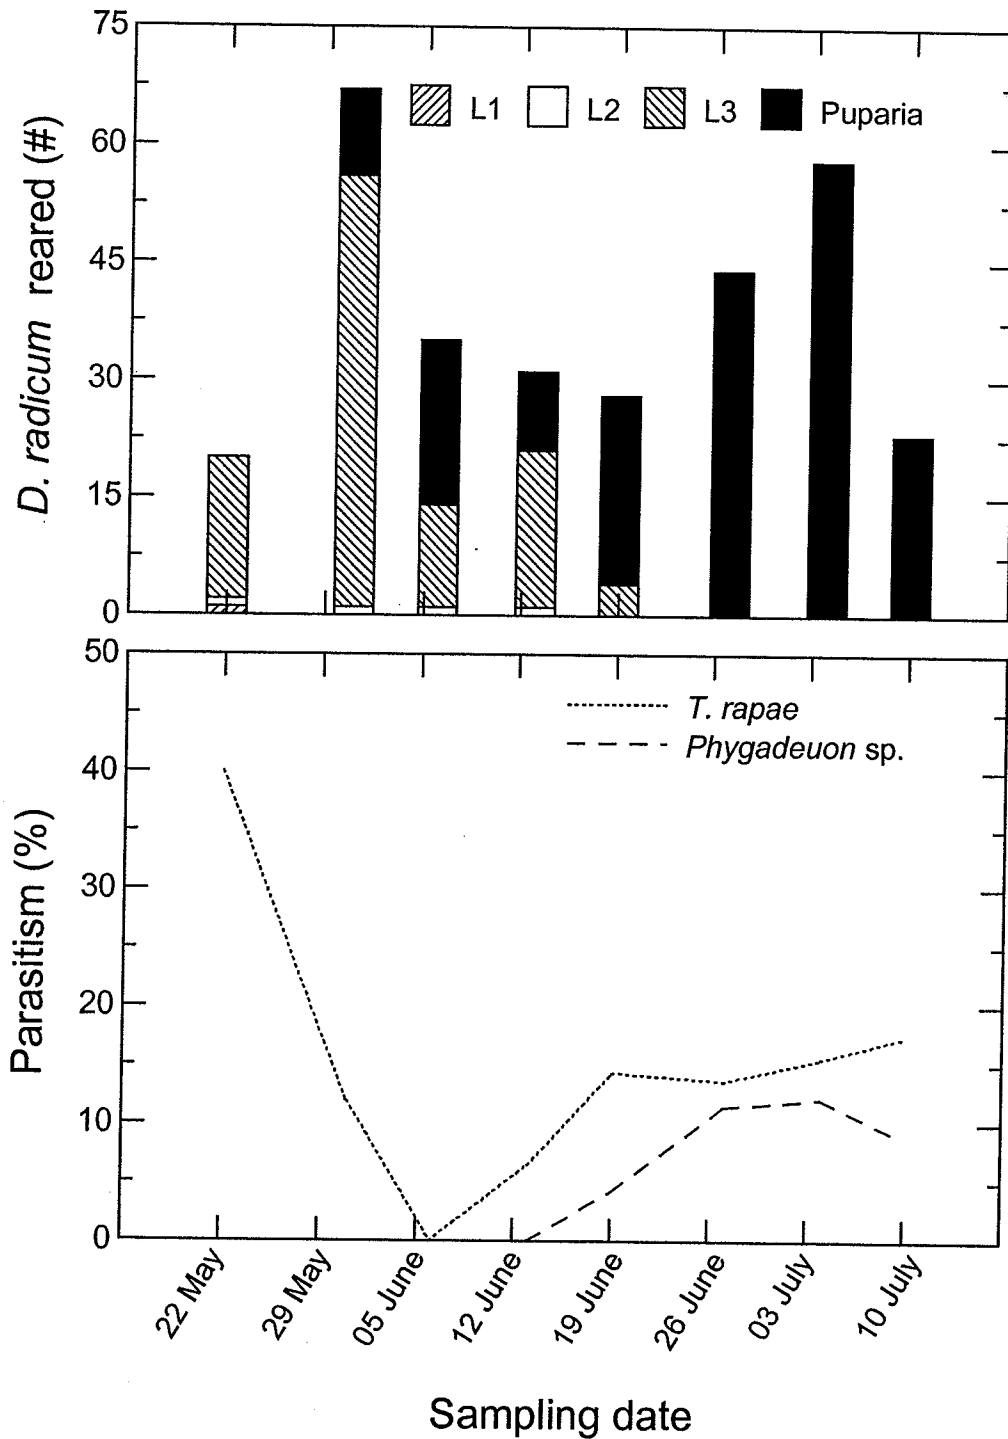 75
60
45
30
15
0
D. radicum reared (#)
L1 L2 L3 Puparia
50
40
30
20
10
0
Parasitism (%)
T. rapae
Phygadeuon sp.
22 May
29 May
05 June
12 June
19 June
26 June
03 July
10 July
Sampling date